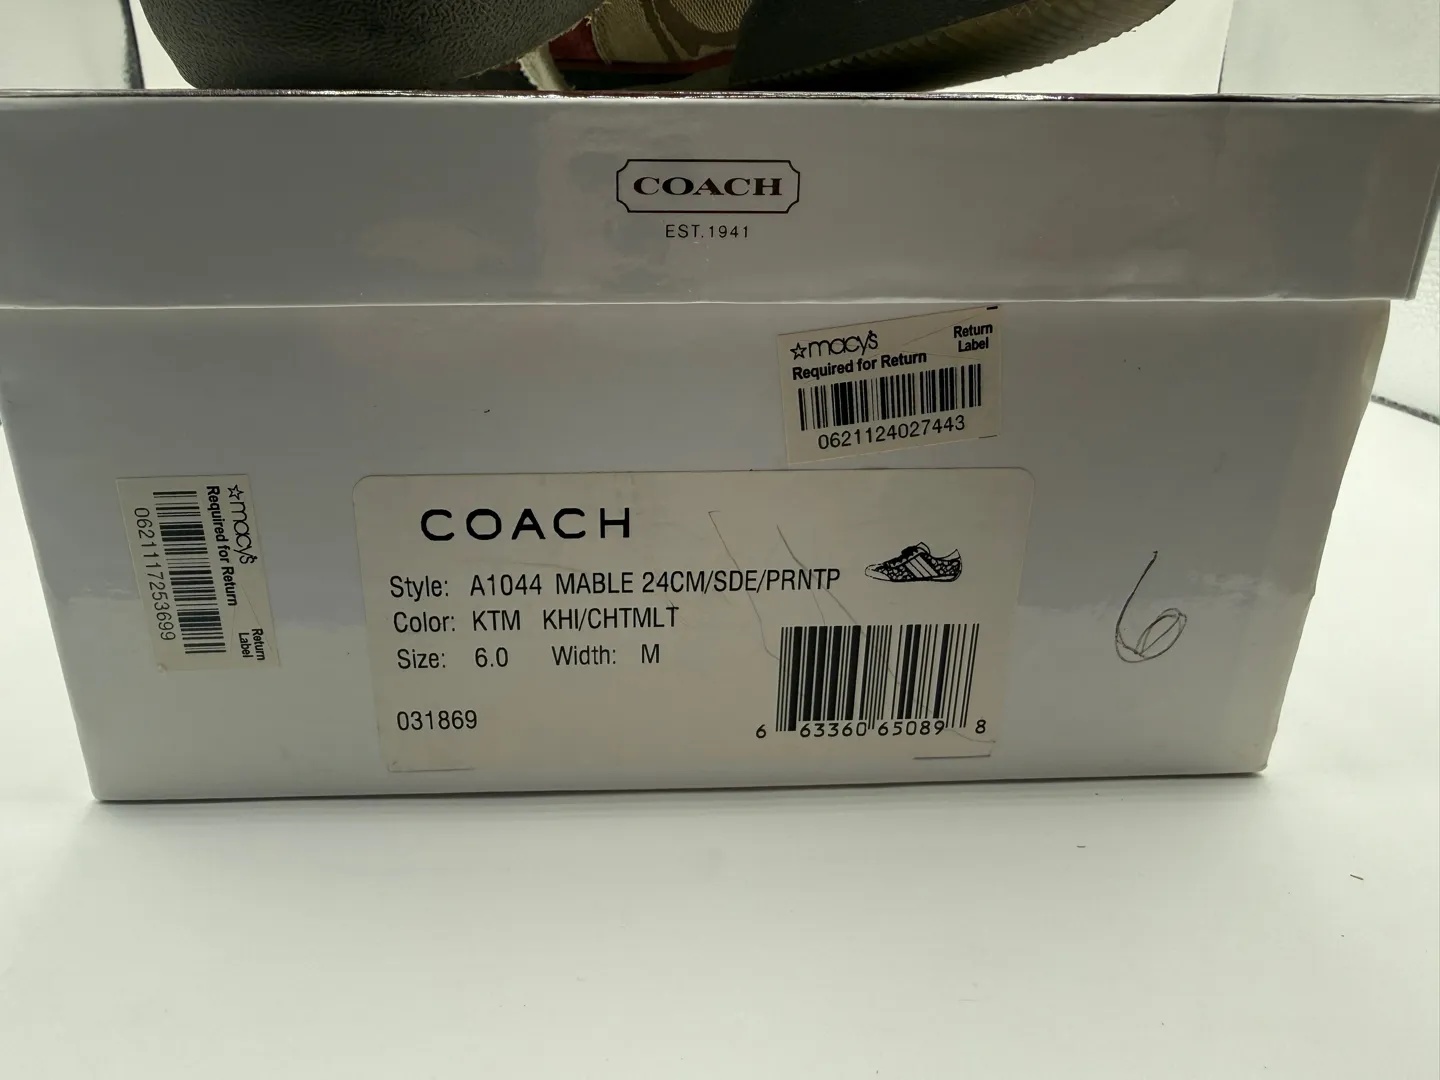 COACH
EST. 1941
☆macy's
Return
Label
Required for Return
0621124027443
☆macy's
Return
Label
Required for Return
0621117253699
COACH
Style: A1044 MABLE 24CM/SDE/PRNTP
Color: KTM KHI/CHTMLT
Size: 6.0 Width: M
031869
6 63360 65089 8
6